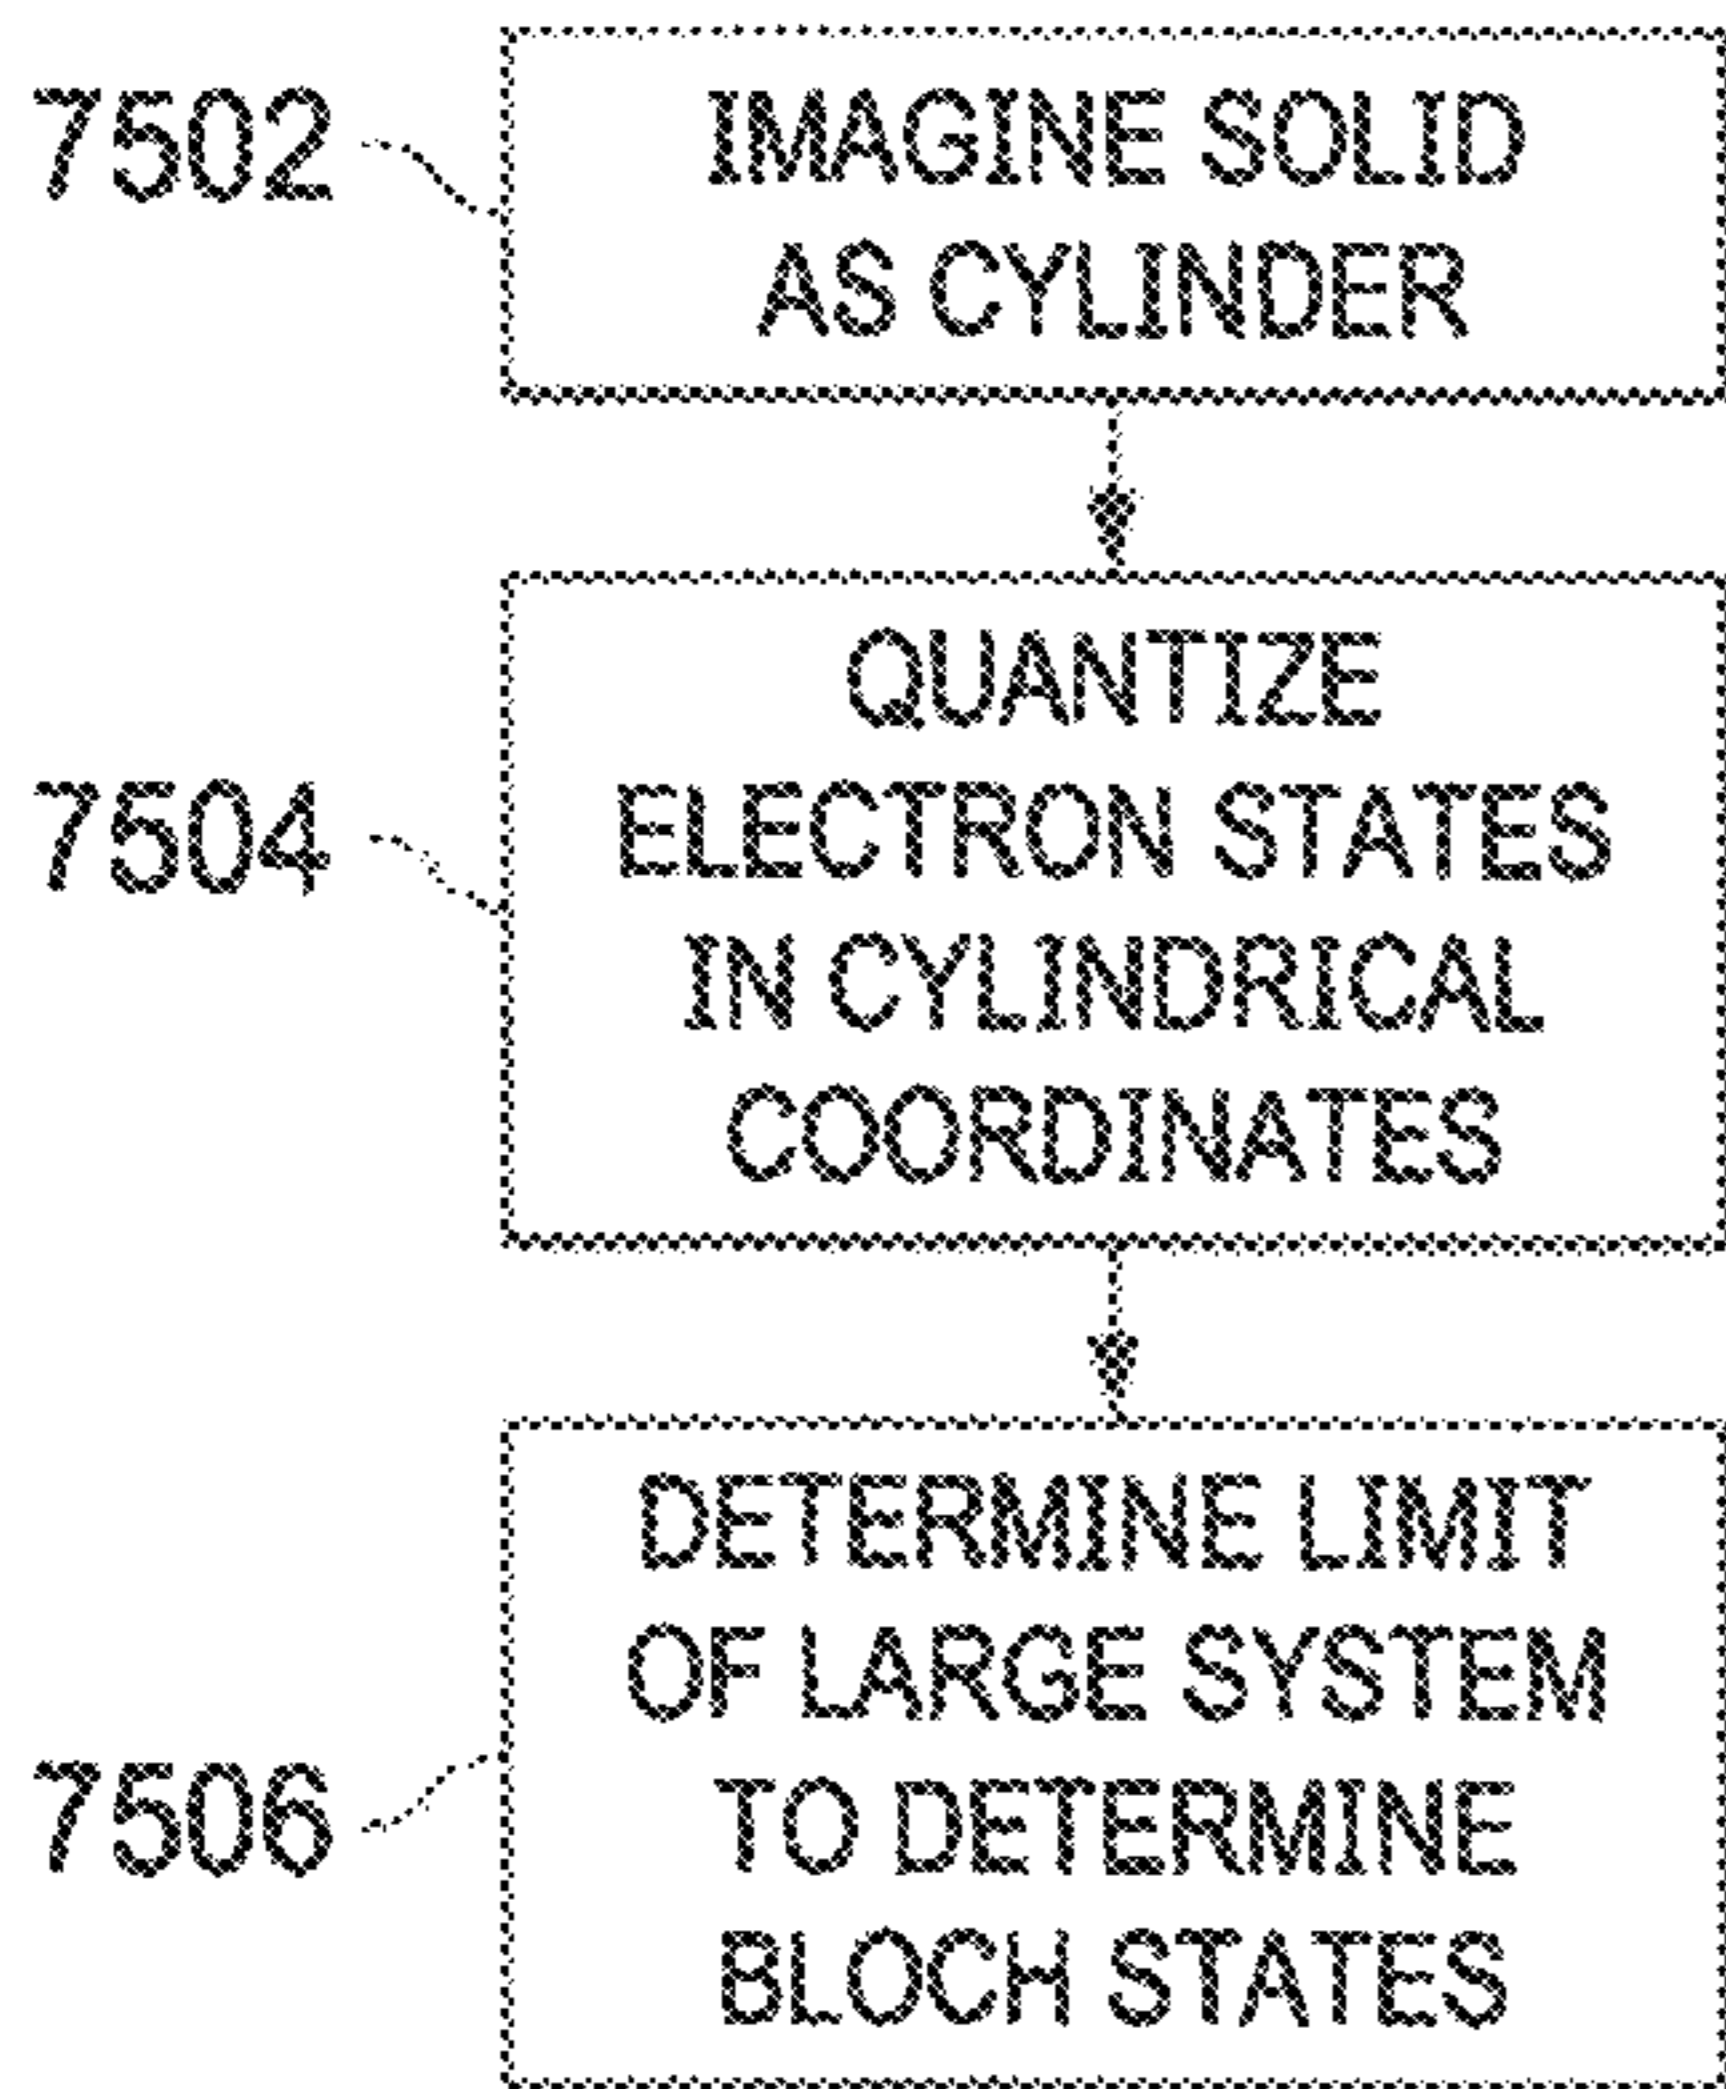 7502
IMAGINE SOLID
AS CYLINDER
7504
QUANTIZE
ELECTRON STATES
IN CYLINDRICAL
COORDINATES
7506
DETERMINE LIMIT
OF LARGE SYSTEM
TO DETERMINE
BLOCH STATES